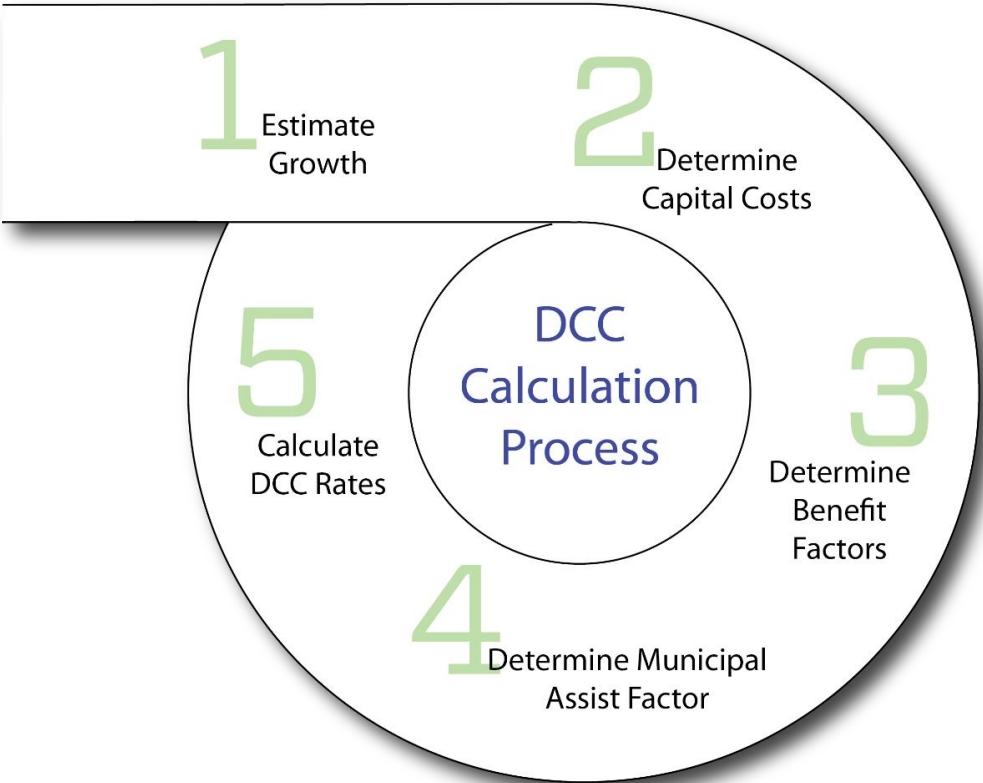 1
Estimate
Growth
2
Determine
Capital Costs
3
Determine
Benefit
Factors
4
Determine Municipal
Assist Factor
5
Calculate
DCC Rates
DCC
Calculation
Process